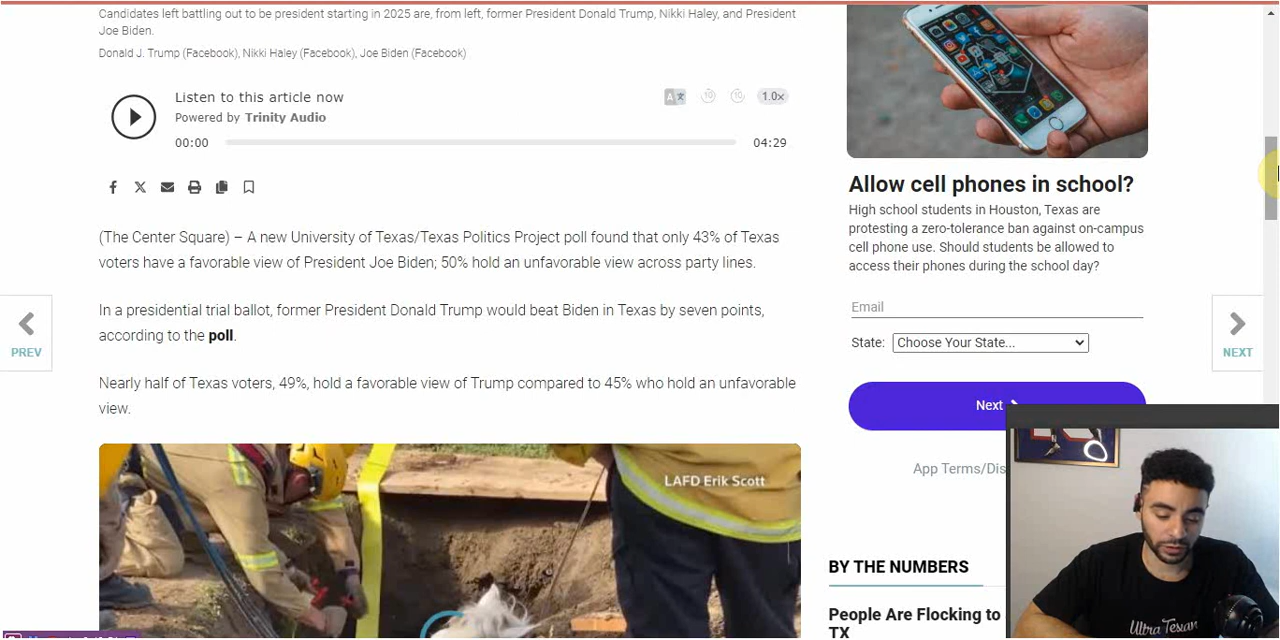 Candidates left battling out to be president starting in 2025 are, from left, former President Donald Trump, Nikki Haley, and President
Joe Biden.
Donald J. Trump (Facebook), Nikki Haley (Facebook), Joe Biden (Facebook)
Listen to this article now
Powered by Trinity Audio
1.0x
00:00
04:29
(The Center Square) – A new University of Texas/Texas Politics Project poll found that only 43% of Texas
voters have a favorable view of President Joe Biden; 50% hold an unfavorable view across party lines.
In a presidential trial ballot, former President Donald Trump would beat Biden in Texas by seven points,
according to the poll.
Nearly half of Texas voters, 49%, hold a favorable view of Trump compared to 45% who hold an unfavorable
view.
LAFD Erik Scott
PREV
NEXT
Allow cell phones in school?
High school students in Houston, Texas are
protesting a zero-tolerance ban against on-campus
cell phone use. Should students be allowed to
access their phones during the school day?
Email
State: Choose Your State...
Next
App Terms/Dis
BY THE NUMBERS
People Are Flocking to
TX
Ultra